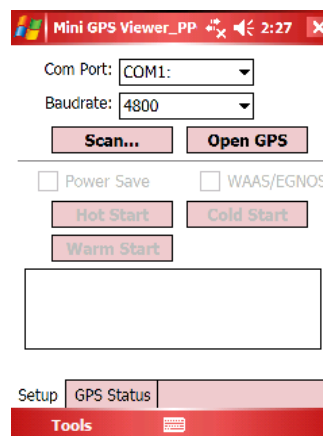 Mini GPS Viewer_PP 2:27
Com Port: COM1:
Baudrate: 4800
Scan... Open GPS
Power Save WAAS/EGNOS
Hot Start Cold Start
Warm Start
Setup GPS Status
Tools